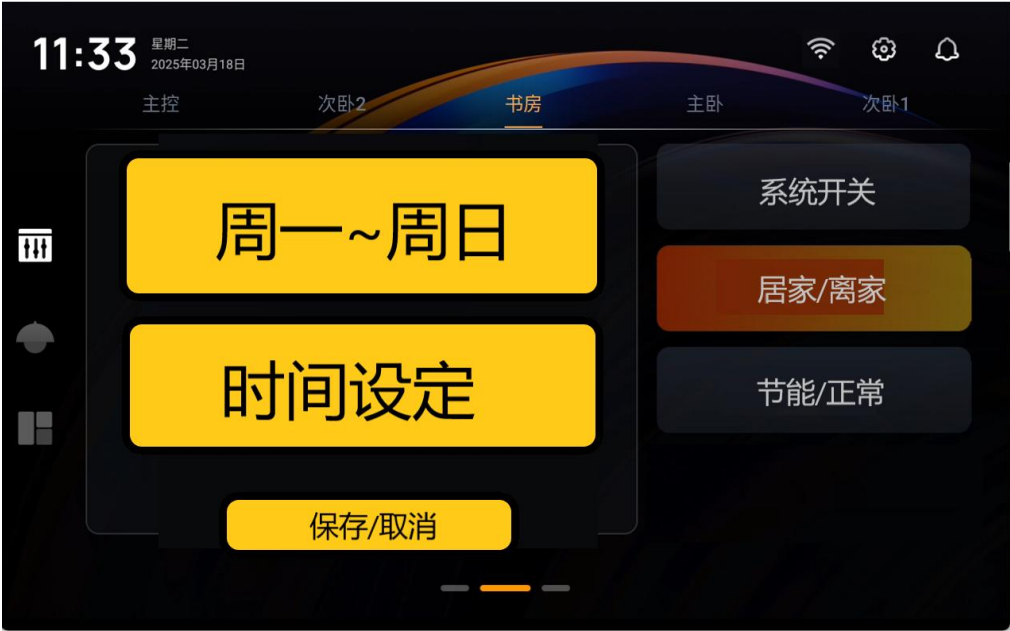 11:33
星期二
2025年03月18日
主控
次卧2
书房
主卧
次卧1
周一~周日
时间设定
保存/取消
系统开关
居家/离家
节能/正常